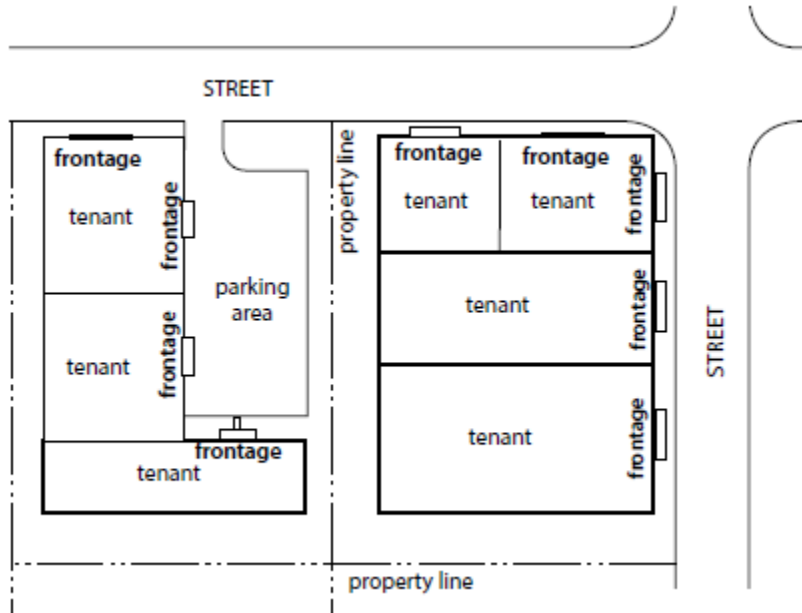 STREET
frontage
tenant
frontage
parking
area
tenant
frontage
frontage
tenant
property line
frontage
tenant
frontage
tenant
frontage
tenant
frontage
tenant
frontage
STREET
property line